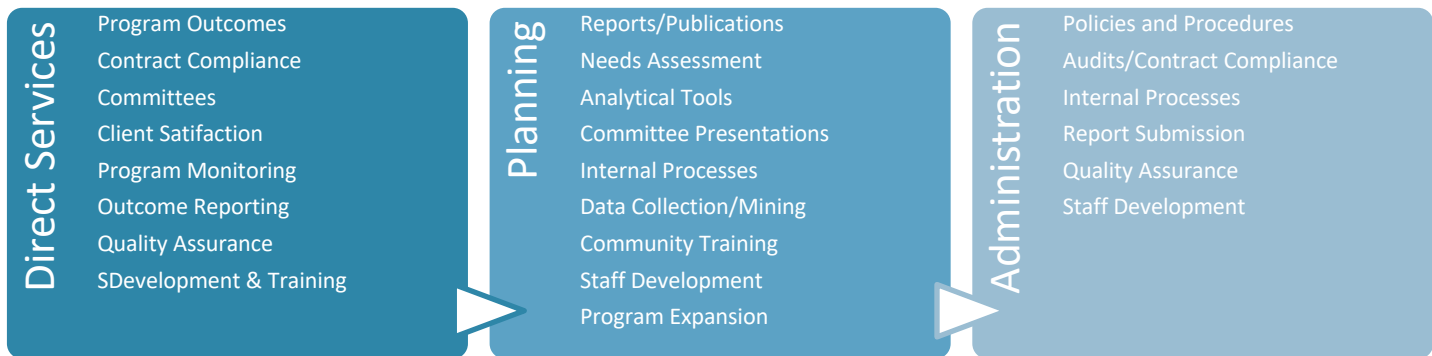 Direct Services
Program Outcomes
Contract Compliance
Committees
Client Satifaction
Program Monitoring
Outcome Reporting
Quality Assurance
SDevelopment & Training
Planning
Reports/Publications
Needs Assessment
Analytical Tools
Committee Presentations
Internal Processes
Data Collection/Mining
Community Training
Staff Development
Program Expansion
Administration
Policies and Procedures
Audits/Contract Compliance
Internal Processes
Report Submission
Quality Assurance
Staff Development